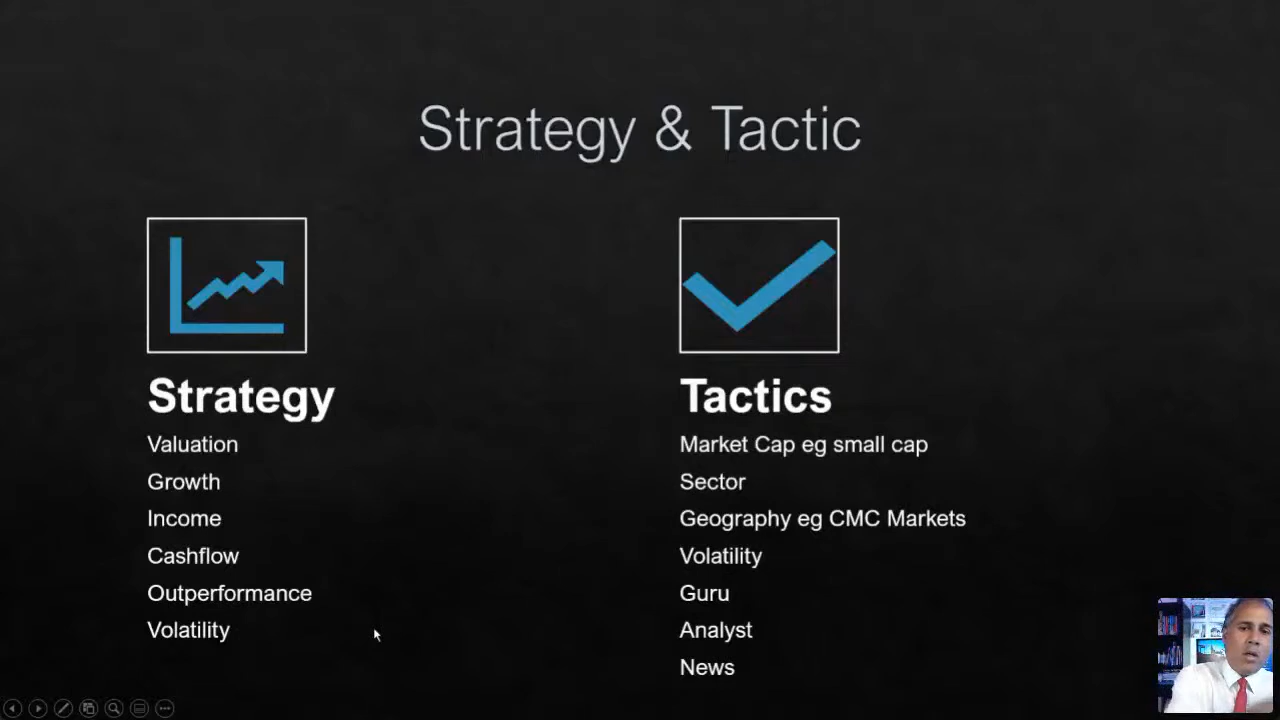 Strategy & Tactic
Strategy
Valuation
Growth
Income
Cashflow
Outperformance
Volatility
Tactics
Market Cap eg small cap
Sector
Geography eg CMC Markets
Volatility
Guru
Analyst
News